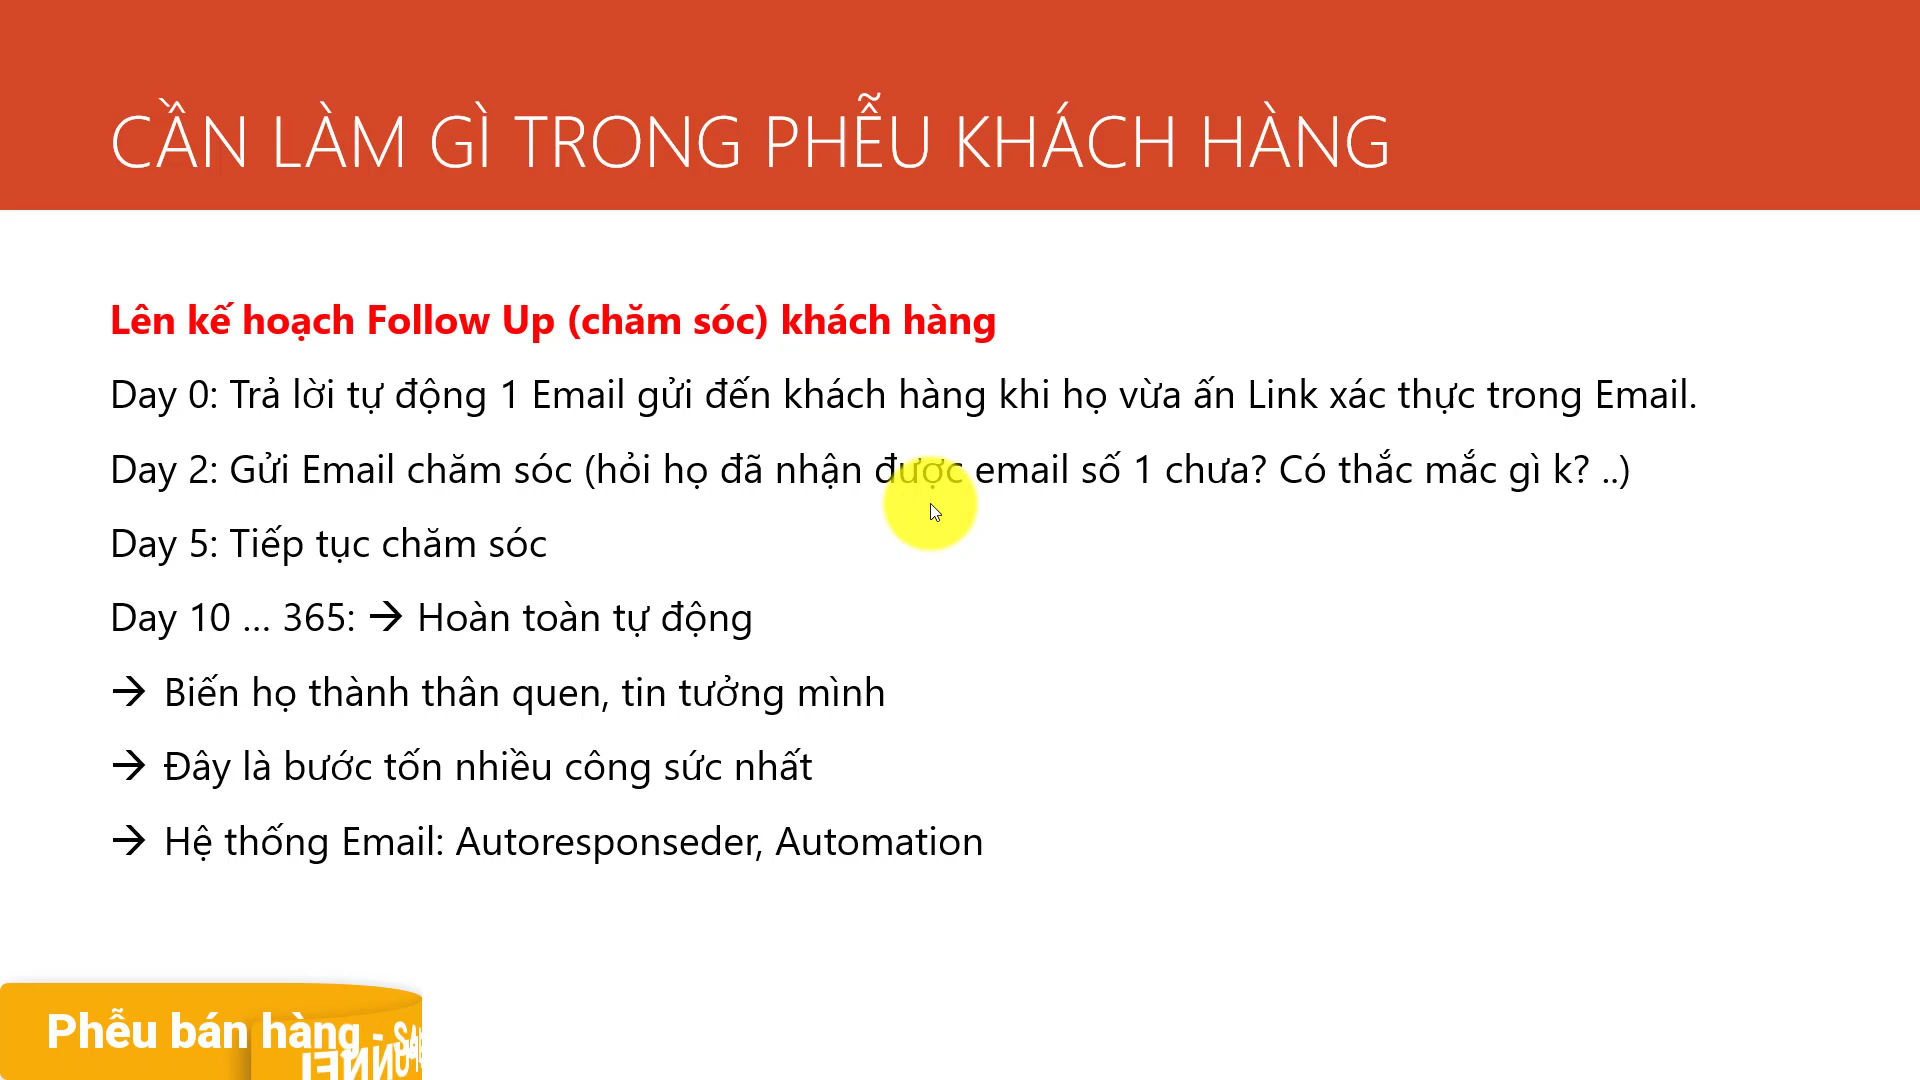 CẦN LÀM GÌ TRONG PHỄU KHÁCH HÀNG
Lên kế hoạch Follow Up (chăm sóc) khách hàng
Day 0: Trả lời tự động 1 Email gửi đến khách hàng khi họ vừa ấn Link xác thực trong Email.
Day 2: Gửi Email chăm sóc (hỏi họ đã nhận được email số 1 chưa? Có thắc mắc gì k? ..)
Day 5: Tiếp tục chăm sóc
Day 10 ... 365: → Hoàn toàn tự động
→ Biến họ thành thân quen, tin tưởng mình
→ Đây là bước tốn nhiều công sức nhất
→ Hệ thống Email: Autoresponseder, Automation
Phễu bán hàng -